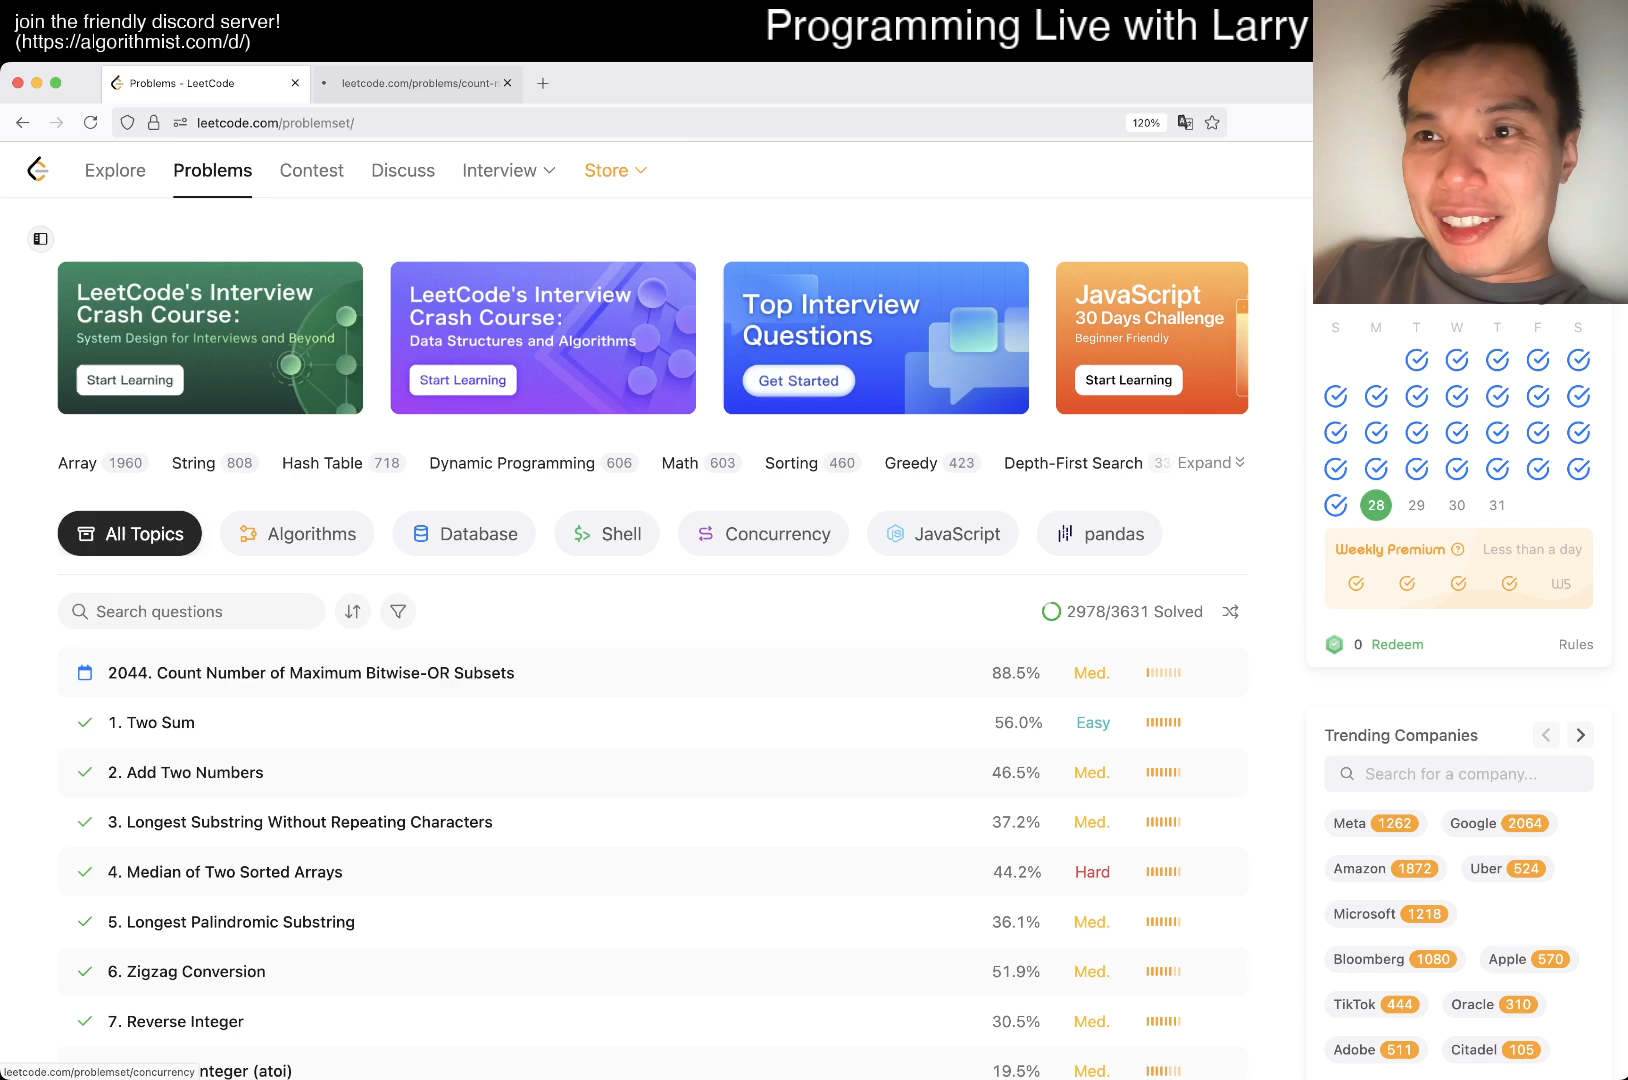 join the friendly discord server!
(https://algorithmist.com/d/)
Programming Live with Larry
Problems - LeetCode
leetcode.com/problems/count-n
leetcode.com/problemset/
120%
Explore
Problems
Contest
Discuss
Interview
Store
LeetCode's Interview
Crash Course:
System Design for Interviews and Beyond
Start Learning
LeetCode's Interview
Crash Course:
Data Structures and Algorithms
Start Learning
Top Interview
Questions
Get Started
JavaScript
30 Days Challenge
Beginner Friendly
Start Learning
S M T W T F S
28 29 30 31
Weekly Premium Less than a day
W5
0 Redeem Rules
Array 1960 String 808 Hash Table 718 Dynamic Programming 606 Math 603 Sorting 460 Greedy 423 Depth-First Search 33 Expand
All Topics
Algorithms
Database
Shell
Concurrency
JavaScript
pandas
Search questions
2978/3631 Solved
2044. Count Number of Maximum Bitwise-OR Subsets 88.5% Med.
1. Two Sum 56.0% Easy
2. Add Two Numbers 46.5% Med.
3. Longest Substring Without Repeating Characters 37.2% Med.
4. Median of Two Sorted Arrays 44.2% Hard
5. Longest Palindromic Substring 36.1% Med.
6. Zigzag Conversion 51.9% Med.
7. Reverse Integer 30.5% Med.
nteger (atoi) 19.5% Med.
leetcode.com/problemset/concurrency
Trending Companies
Search for a company...
Meta 1262 Google 2064
Amazon 1872 Uber 524
Microsoft 1218
Bloomberg 1080 Apple 570
TikTok 444 Oracle 310
Adobe 511 Citadel 105